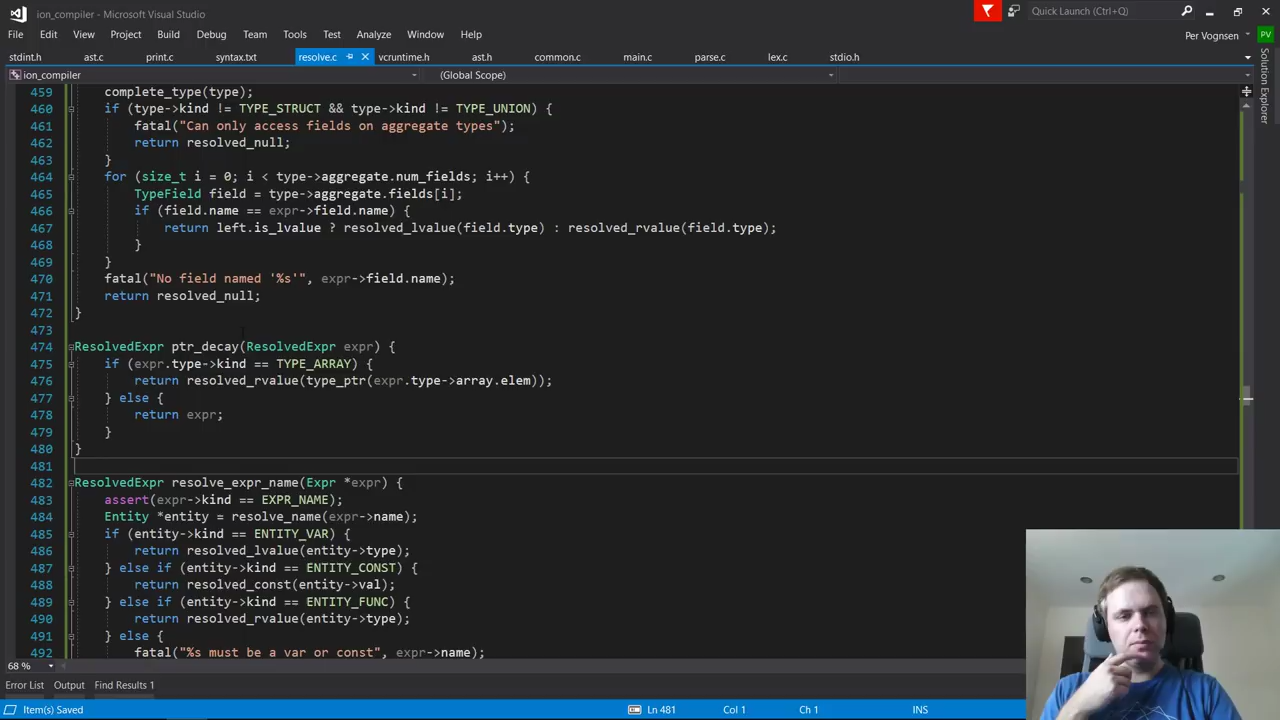 ion_compiler - Microsoft Visual Studio
Quick Launch (Ctrl+Q)
File Edit View Project Build Debug Team Tools Test Analyze Window Help
Per Vognsen PV
stdint.h ast.c print.c syntax.txt resolve.c vcruntime.h ast.h common.c main.c parse.c lex.c stdio.h
ion_compiler (Global Scope)
Solution Explorer
459 complete_type(type);
460 if (type->kind != TYPE_STRUCT && type->kind != TYPE_UNION) {
461 fatal("Can only access fields on aggregate types");
462 return resolved_null;
463 }
464 for (size_t i = 0; i < type->aggregate.num_fields; i++) {
465 TypeField field = type->aggregate.fields[i];
466 if (field.name == expr->field.name) {
467 return left.is_lvalue ? resolved_lvalue(field.type) : resolved_rvalue(field.type);
468 }
469 }
470 fatal("No field named '%s'", expr->field.name);
471 return resolved_null;
472 }
473
474 ResolvedExpr ptr_decay(ResolvedExpr expr) {
475 if (expr.type->kind == TYPE_ARRAY) {
476 return resolved_rvalue(type_ptr(expr.type->array.elem));
477 } else {
478 return expr;
479 }
480 }
481
482 ResolvedExpr resolve_expr_name(Expr *expr) {
483 assert(expr->kind == EXPR_NAME);
484 Entity *entity = resolve_name(expr->name);
485 if (entity->kind == ENTITY_VAR) {
486 return resolved_lvalue(entity->type);
487 } else if (entity->kind == ENTITY_CONST) {
488 return resolved_const(entity->val);
489 } else if (entity->kind == ENTITY_FUNC) {
490 return resolved_rvalue(entity->type);
491 } else {
492 fatal("%s must be a var or const", expr->name);
68 %
Error List Output Find Results 1
Item(s) Saved Ln 481 Col 1 Ch 1 INS